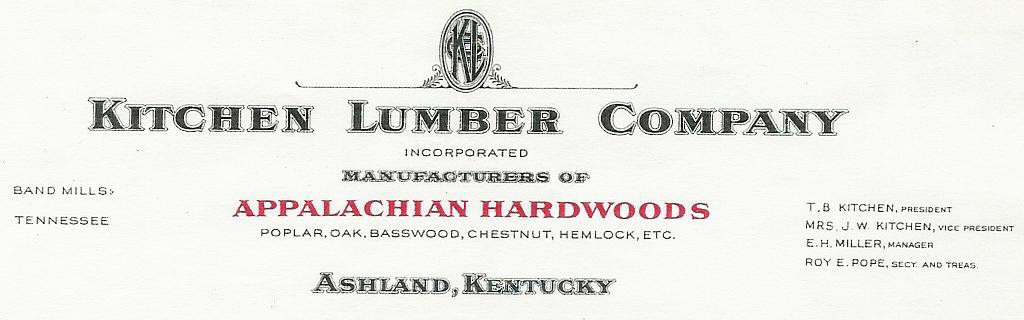 KLC
KITCHEN LUMBER COMPANY
INCORPORATED
MANUFACTURERS OF
BAND MILLS:
TENNESSEE
APPALACHIAN HARDWOODS
POPLAR, OAK, BASSWOOD, CHESTNUT, HEMLOCK, ETC.
T.B. KITCHEN, PRESIDENT
MRS. J.W. KITCHEN, VICE PRESIDENT
E.H. MILLER, MANAGER
ROY E. POPE, SECY. AND TREAS.
ASHLAND, KENTUCKY